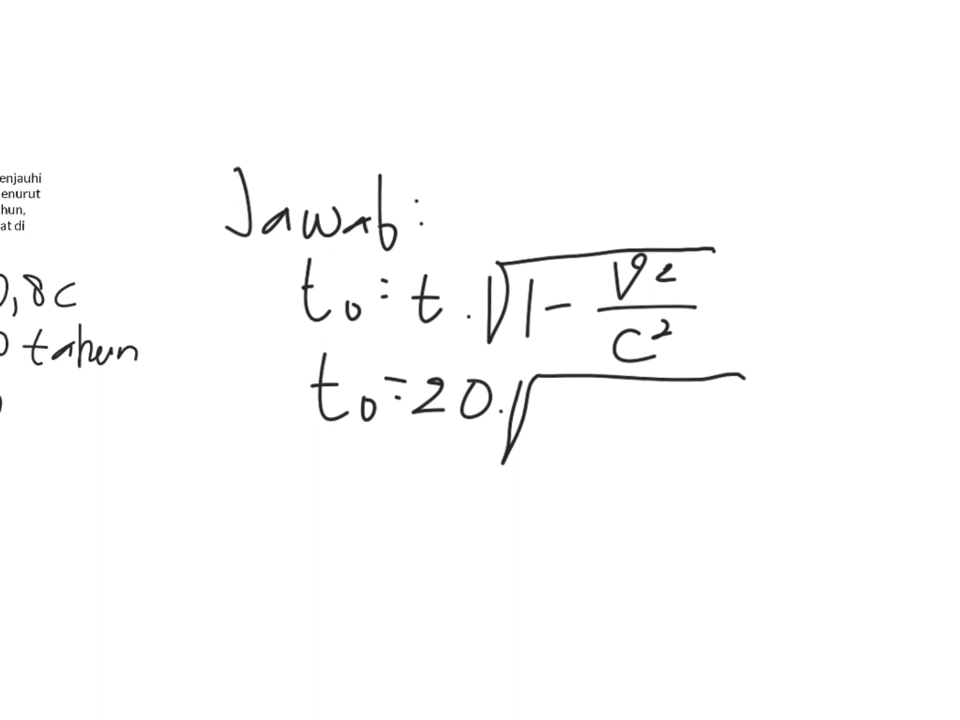 enjauhi
enurut
hun,
at di
0,8c
0 tahun
Jawab:
t₀ = t . √1 - v²/c²
t₀ = 20 . √